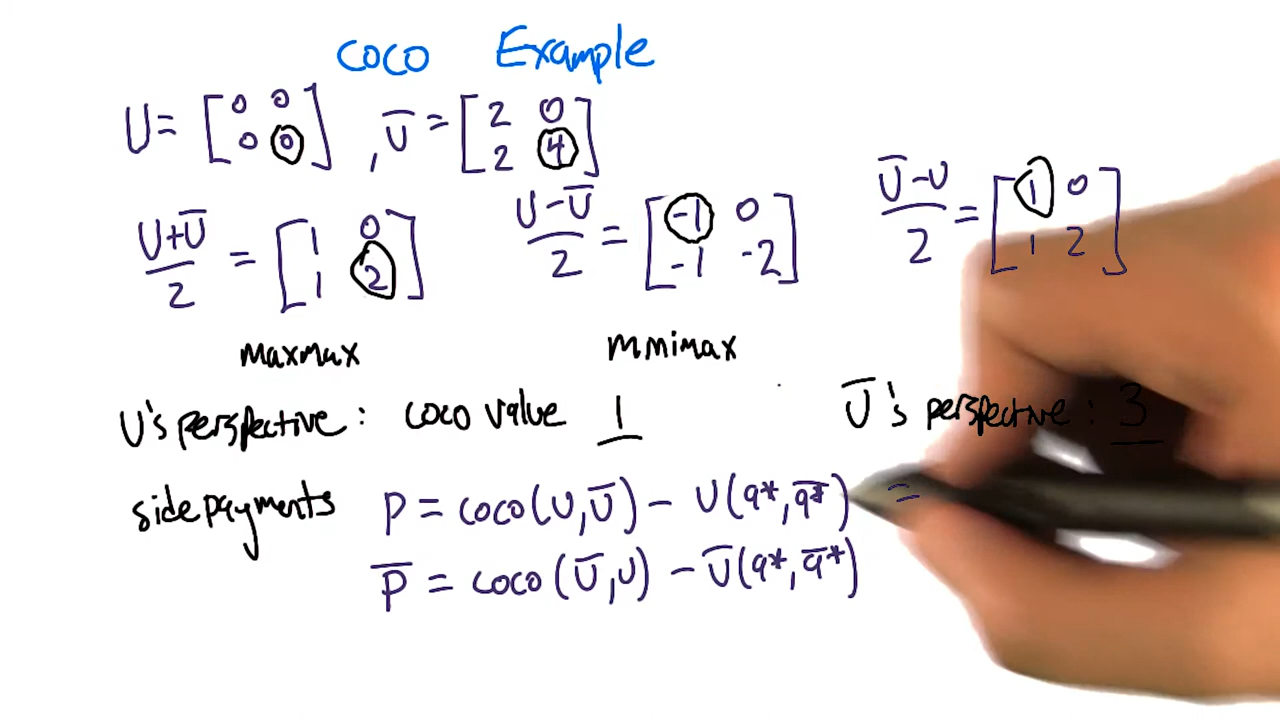 COCO Example
U = [ 0 0 0 0 ] , U̅ = [ 2 0 2 4 ]
U+U̅ / 2 = [ 1 0 1 2 ]
U-U̅ / 2 = [ -1 0 -1 -2 ]
U̅-U / 2 = [ 1 0 1 2 ]
maxmax
minimax
U's perspective: coco value 1
U̅'s perspective: 3
side payments
P = coco(U,U̅) - U(a*,a̅*) =
P̅ = coco(U̅,U) - U̅(a*,a̅*)